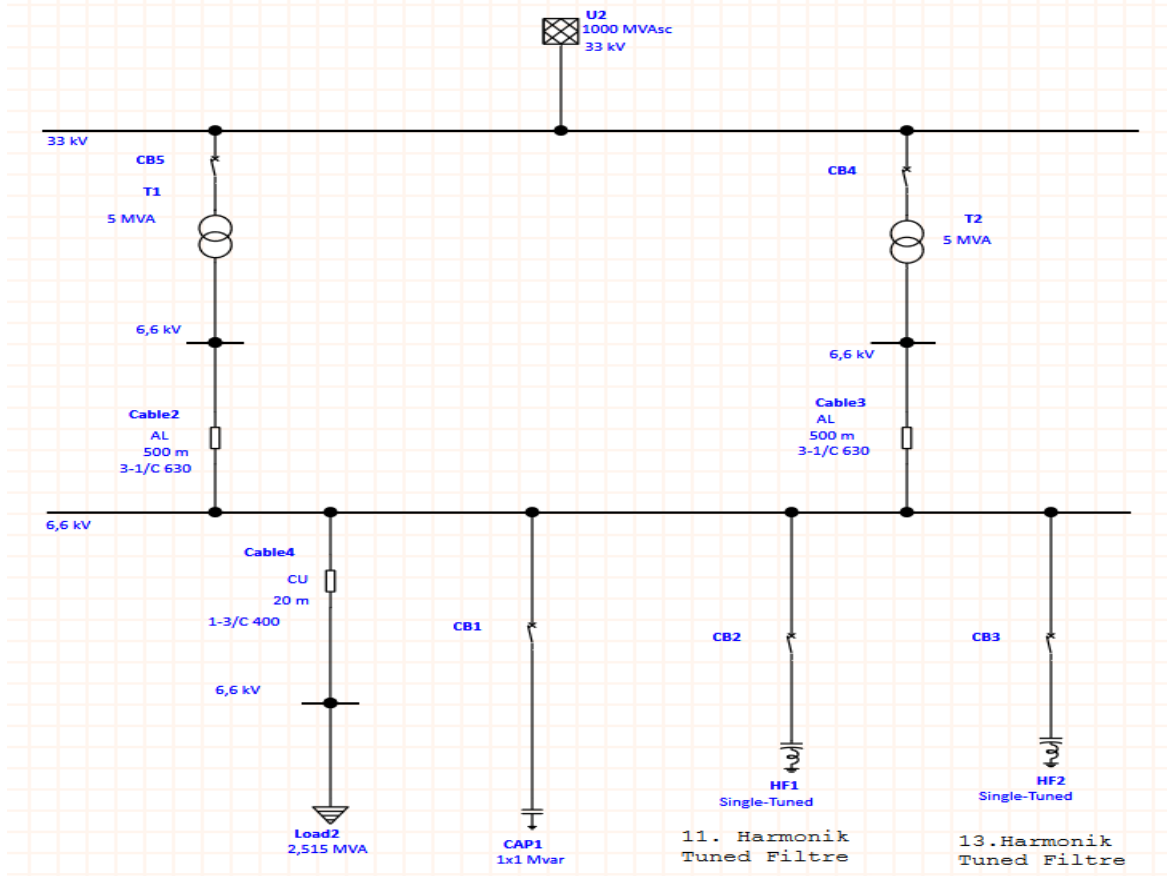 U2
1000 MVAsc
33 kV
33 kV
CB5
T1
5 MVA
CB4
T2
5 MVA
6,6 kV
6,6 kV
Cable2
AL
500 m
3-1/C 630
Cable3
AL
500 m
3-1/C 630
6,6 kV
Cable4
CU
20 m
1-3/C 400
CB1
CB2
CB3
6,6 kV
HF1
Single-Tuned
HF2
Single-Tuned
Load2
2,515 MVA
CAP1
1x1 Mvar
11. Harmonik
Tuned Filtre
13.Harmonik
Tuned Filtre